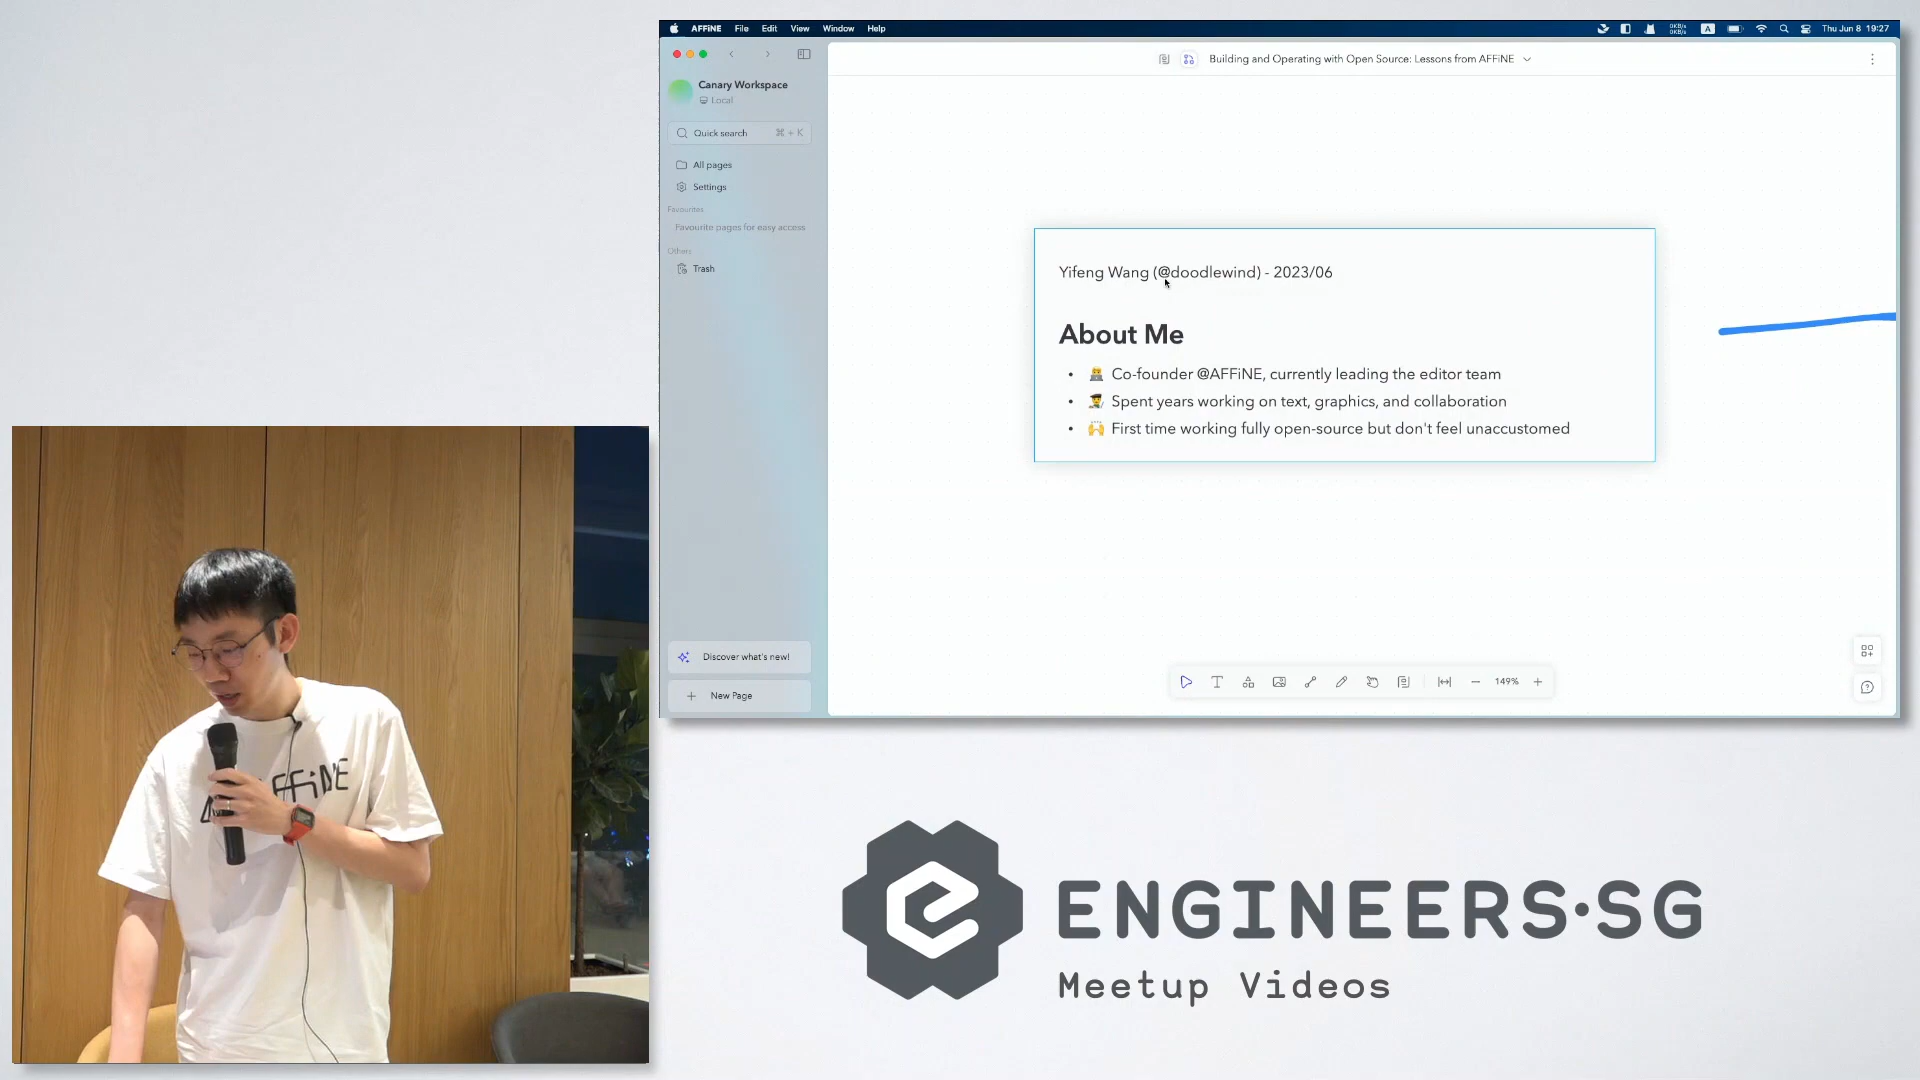 AFFiNE File Edit View Window Help
0KB/s
0KB/s
A
Thu Jun 8 19:27
Building and Operating with Open Source: Lessons from AFFiNE
Canary Workspace
Local
Quick search ⌘ + K
All pages
Settings
Favourites
Favourite pages for easy access
Others
Trash
Yifeng Wang (@doodlewind) - 2023/06
About Me
• Co-founder @AFFiNE, currently leading the editor team
• Spent years working on text, graphics, and collaboration
• First time working fully open-source but don't feel unaccustomed
Discover what's new!
+ New Page
T
149%
AFFiNE
ENGINEERS·SG
Meetup Videos